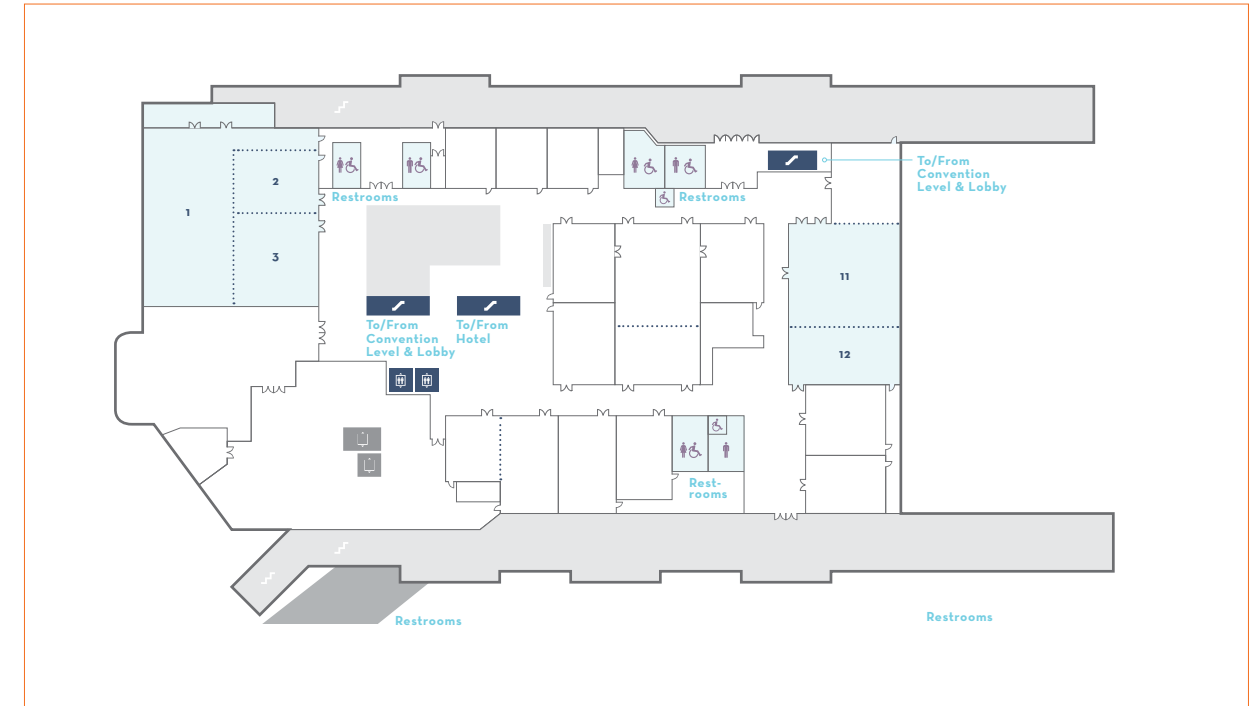 To/From
Convention
Level & Lobby
2
1
Restrooms
Restrooms
3
11
To/From
Convention
Level & Lobby
To/From
Hotel
12
Rest-
rooms
Restrooms
Restrooms